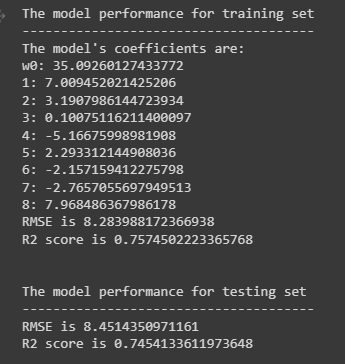 The model performance for training set
--------------------------------------
The model's coefficients are:
w0: 35.09260127433772
1: 7.009452021425206
2: 3.1907986144723934
3: 0.10075116211400097
4: -5.16675998981908
5: 2.293312144908036
6: -2.157159412275798
7: -2.7657055697949513
8: 7.968486367986178
RMSE is 8.283988172366938
R2 score is 0.7574502223365768
The model performance for testing set
--------------------------------------
RMSE is 8.4514350971161
R2 score is 0.7454133611973648